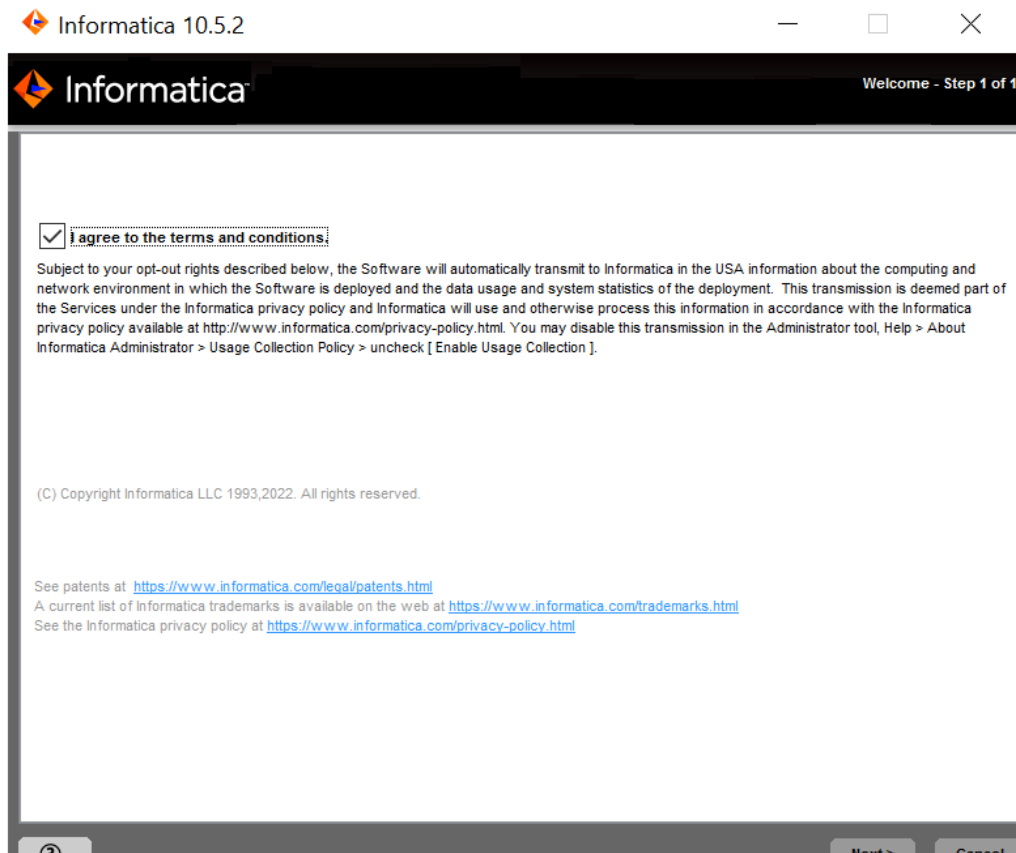 Informatica 10.5.2
Informatica
Welcome - Step 1 of 1
I agree to the terms and conditions.
Subject to your opt-out rights described below, the Software will automatically transmit to Informatica in the USA information about the computing and
network environment in which the Software is deployed and the data usage and system statistics of the deployment.  This transmission is deemed part of
the Services under the Informatica privacy policy and Informatica will use and otherwise process this information in accordance with the Informatica
privacy policy available at http://www.informatica.com/privacy-policy.html. You may disable this transmission in the Administrator tool, Help > About
Informatica Administrator > Usage Collection Policy > uncheck [ Enable Usage Collection ].
(C) Copyright Informatica LLC 1993,2022. All rights reserved.
See patents at  https://www.informatica.com/legal/patents.html
A current list of Informatica trademarks is available on the web at https://www.informatica.com/trademarks.html
See the Informatica privacy policy at https://www.informatica.com/privacy-policy.html
Next >
Cancel